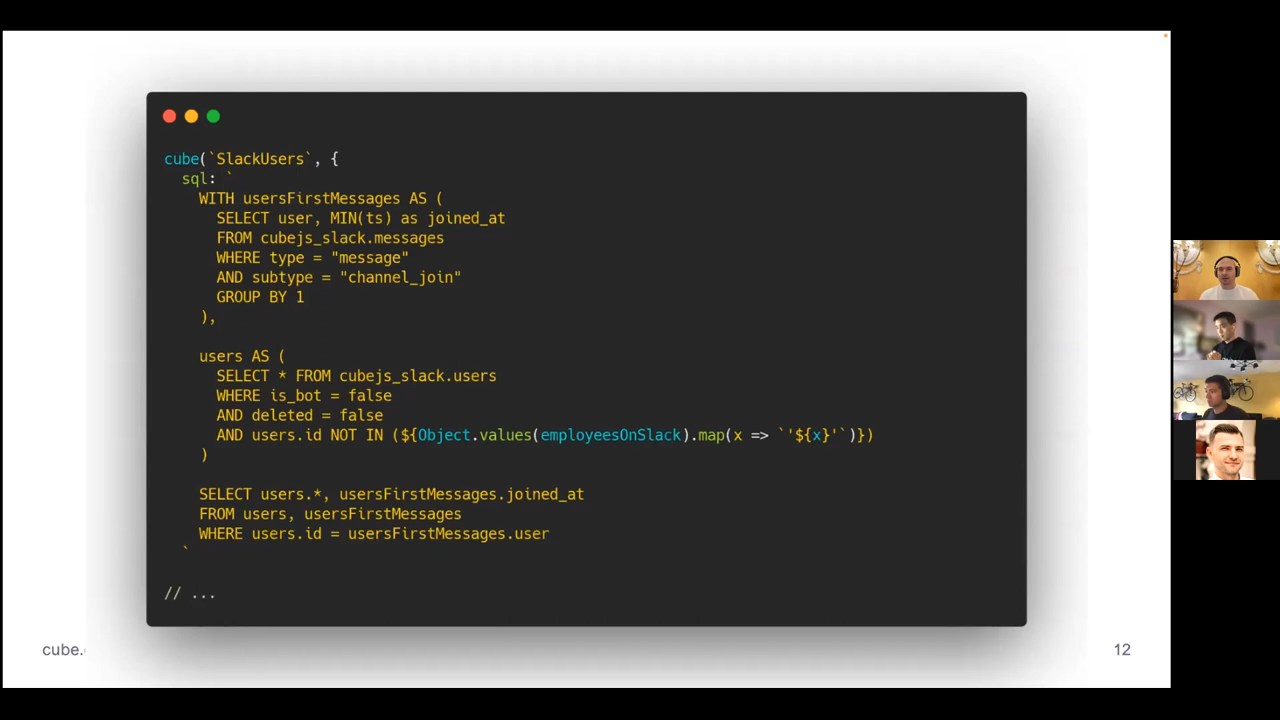 cube(`SlackUsers`, {
sql: `
WITH usersFirstMessages AS (
SELECT user, MIN(ts) as joined_at
FROM cubejs_slack.messages
WHERE type = "message"
AND subtype = "channel_join"
GROUP BY 1
),
users AS (
SELECT * FROM cubejs_slack.users
WHERE is_bot = false
AND deleted = false
AND users.id NOT IN (${Object.values(employeesOnSlack).map(x => `'${x}'`)})
)
SELECT users.*, usersFirstMessages.joined_at
FROM users, usersFirstMessages
WHERE users.id = usersFirstMessages.user
`
// ...
cube.
12